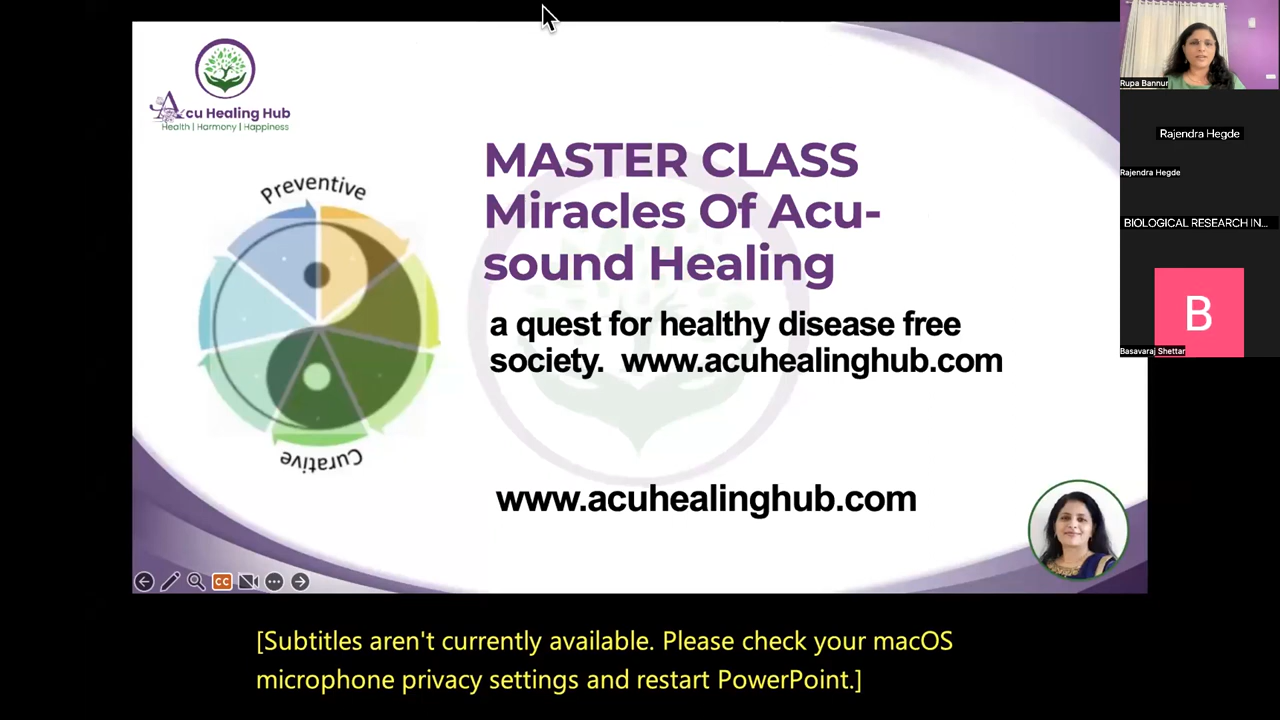 Acu Healing Hub
Health | Harmony | Happiness
Preventive
Curative
MASTER CLASS
Miracles Of Acu-
sound Healing
a quest for healthy disease free
society. www.acuhealinghub.com
www.acuhealinghub.com
CC
[Subtitles aren't currently available. Please check your macOS
microphone privacy settings and restart PowerPoint.]
Rupa Bannur
Rajendra Hegde
Rajendra Hegde
BIOLOGICAL RESEARCH IN...
B
Basavaraj Shettar